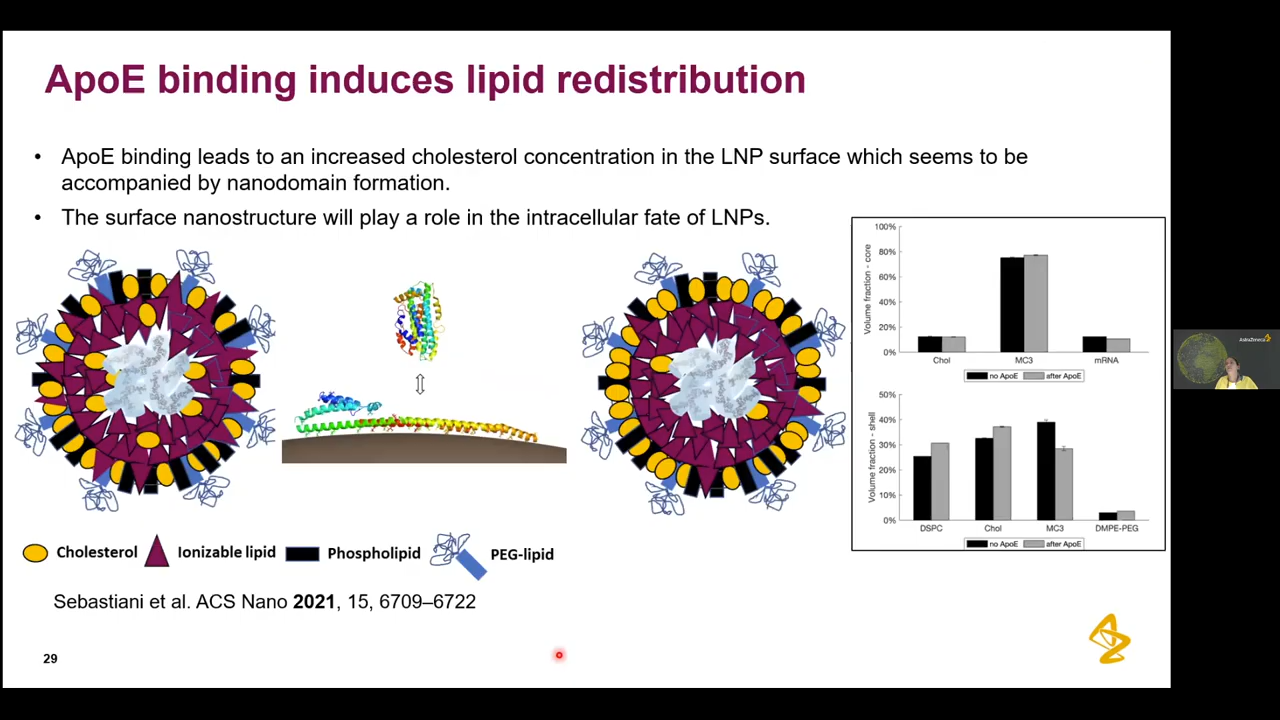 ApoE binding induces lipid redistribution
• ApoE binding leads to an increased cholesterol concentration in the LNP surface which seems to be
accompanied by nanodomain formation.
• The surface nanostructure will play a role in the intracellular fate of LNPs.
100%
80%
60%
40%
20%
0%
Volume fraction - core
Chol MC3 mRNA
no ApoE after ApoE
50%
40%
30%
20%
10%
0%
Volume fraction - shell
DSPC Chol MC3 DMPE-PEG
no ApoE after ApoE
Cholesterol Ionizable lipid Phospholipid PEG-lipid
Sebastiani et al. ACS Nano 2021, 15, 6709–6722
29
AstraZeneca